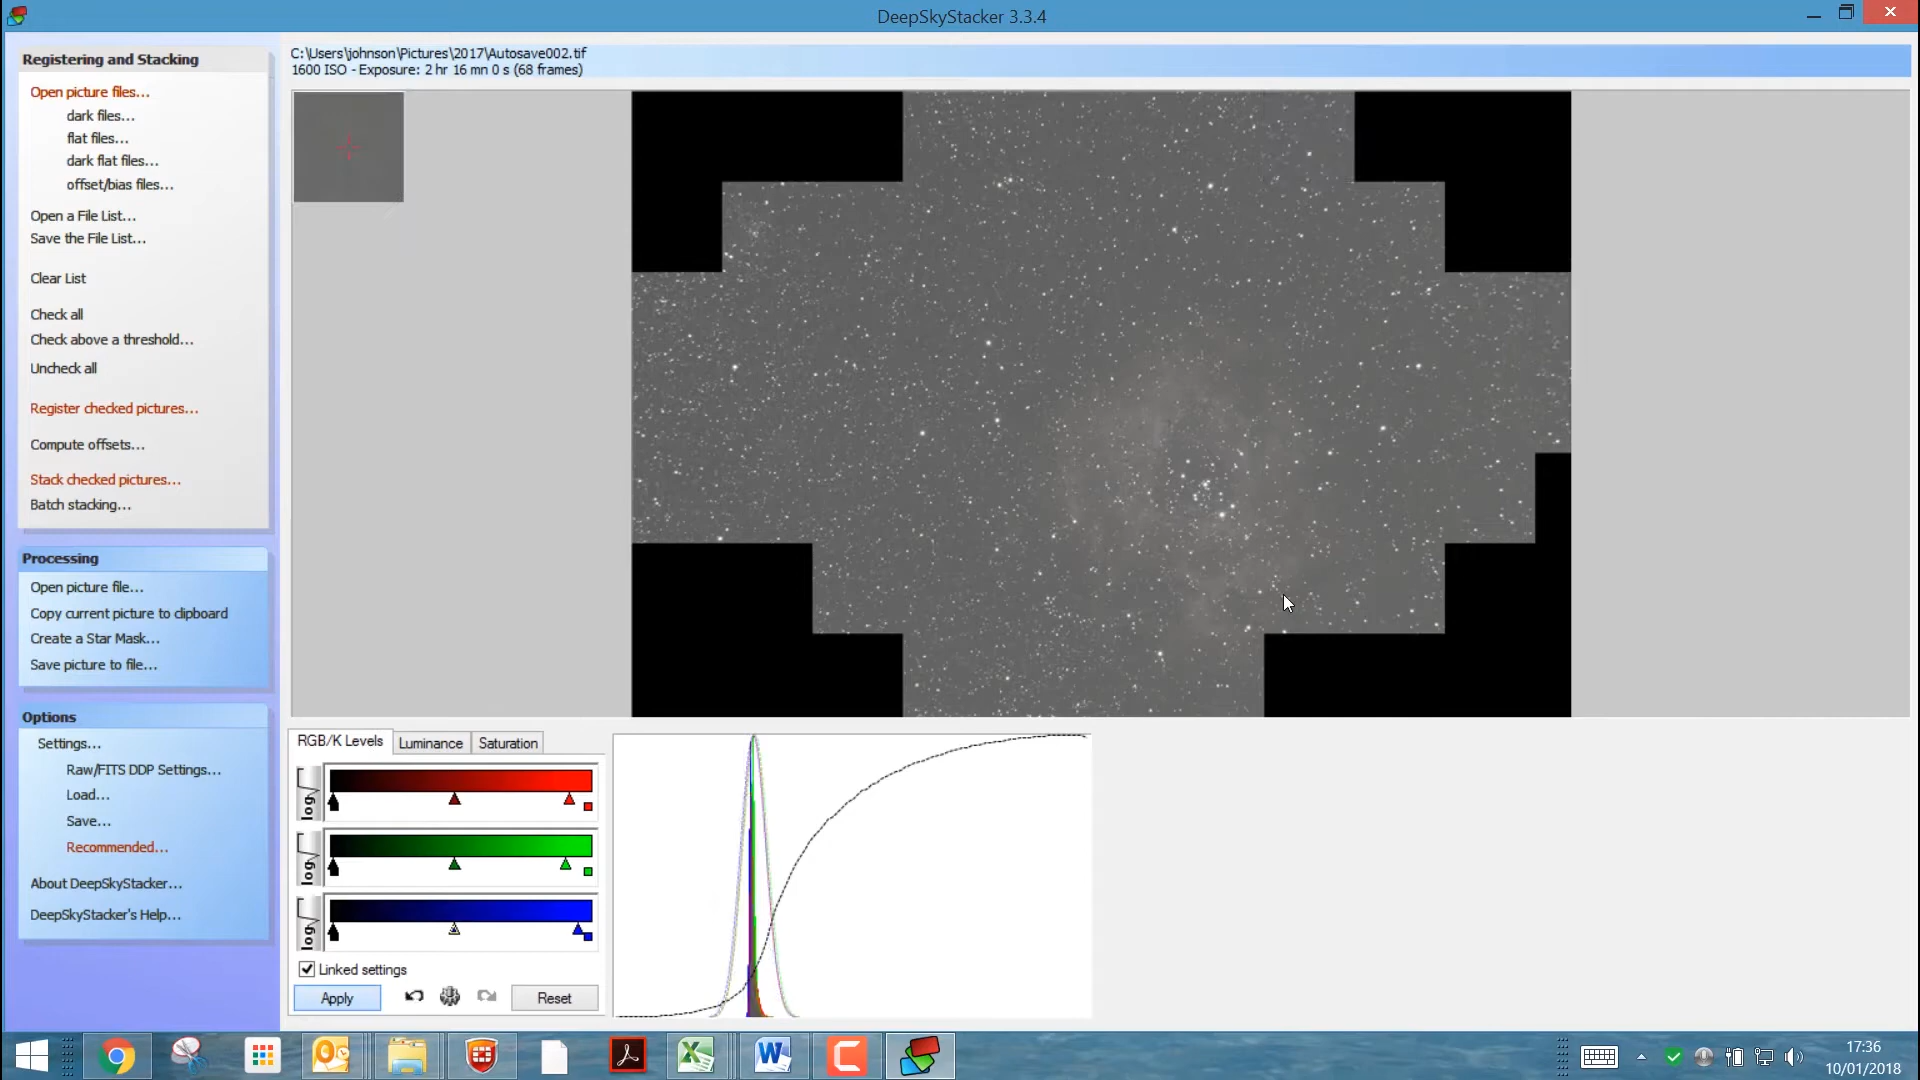 DeepSkyStacker 3.3.4
Registering and Stacking
Open picture files...
dark files...
flat files...
dark flat files...
offset/bias files...
Open a File List...
Save the File List...
Clear List
Check all
Check above a threshold...
Uncheck all
Register checked pictures...
Compute offsets...
Stack checked pictures...
Batch stacking...
Processing
Open picture file...
Copy current picture to clipboard
Create a Star Mask...
Save picture to file...
Options
Settings...
Raw/FITS DDP Settings...
Load...
Save...
Recommended...
About DeepSkyStacker...
DeepSkyStacker's Help...
C:\Users\johnson\Pictures\2017\Autosave002.tif
1600 ISO - Exposure: 2 hr 16 mn 0 s (68 frames)
RGB/K Levels
Luminance
Saturation
log
log
log
Linked settings
Apply
Reset
17:36
10/01/2018